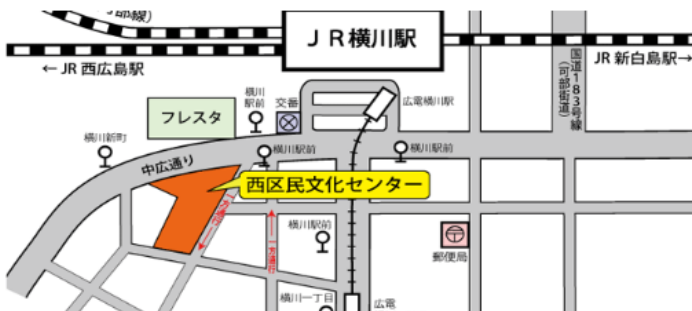 可部線)
JR横川駅
←JR 西広島駅
JR 新白島駅→
国道183号線
(可部街道)
横川
駅前
交番
広電横川駅
フレスタ
横川新町
横川駅前
横川駅前
中広通り
西区民文化センター
一方通行
一方通行
横川駅前
郵便局
横川一丁目
広電